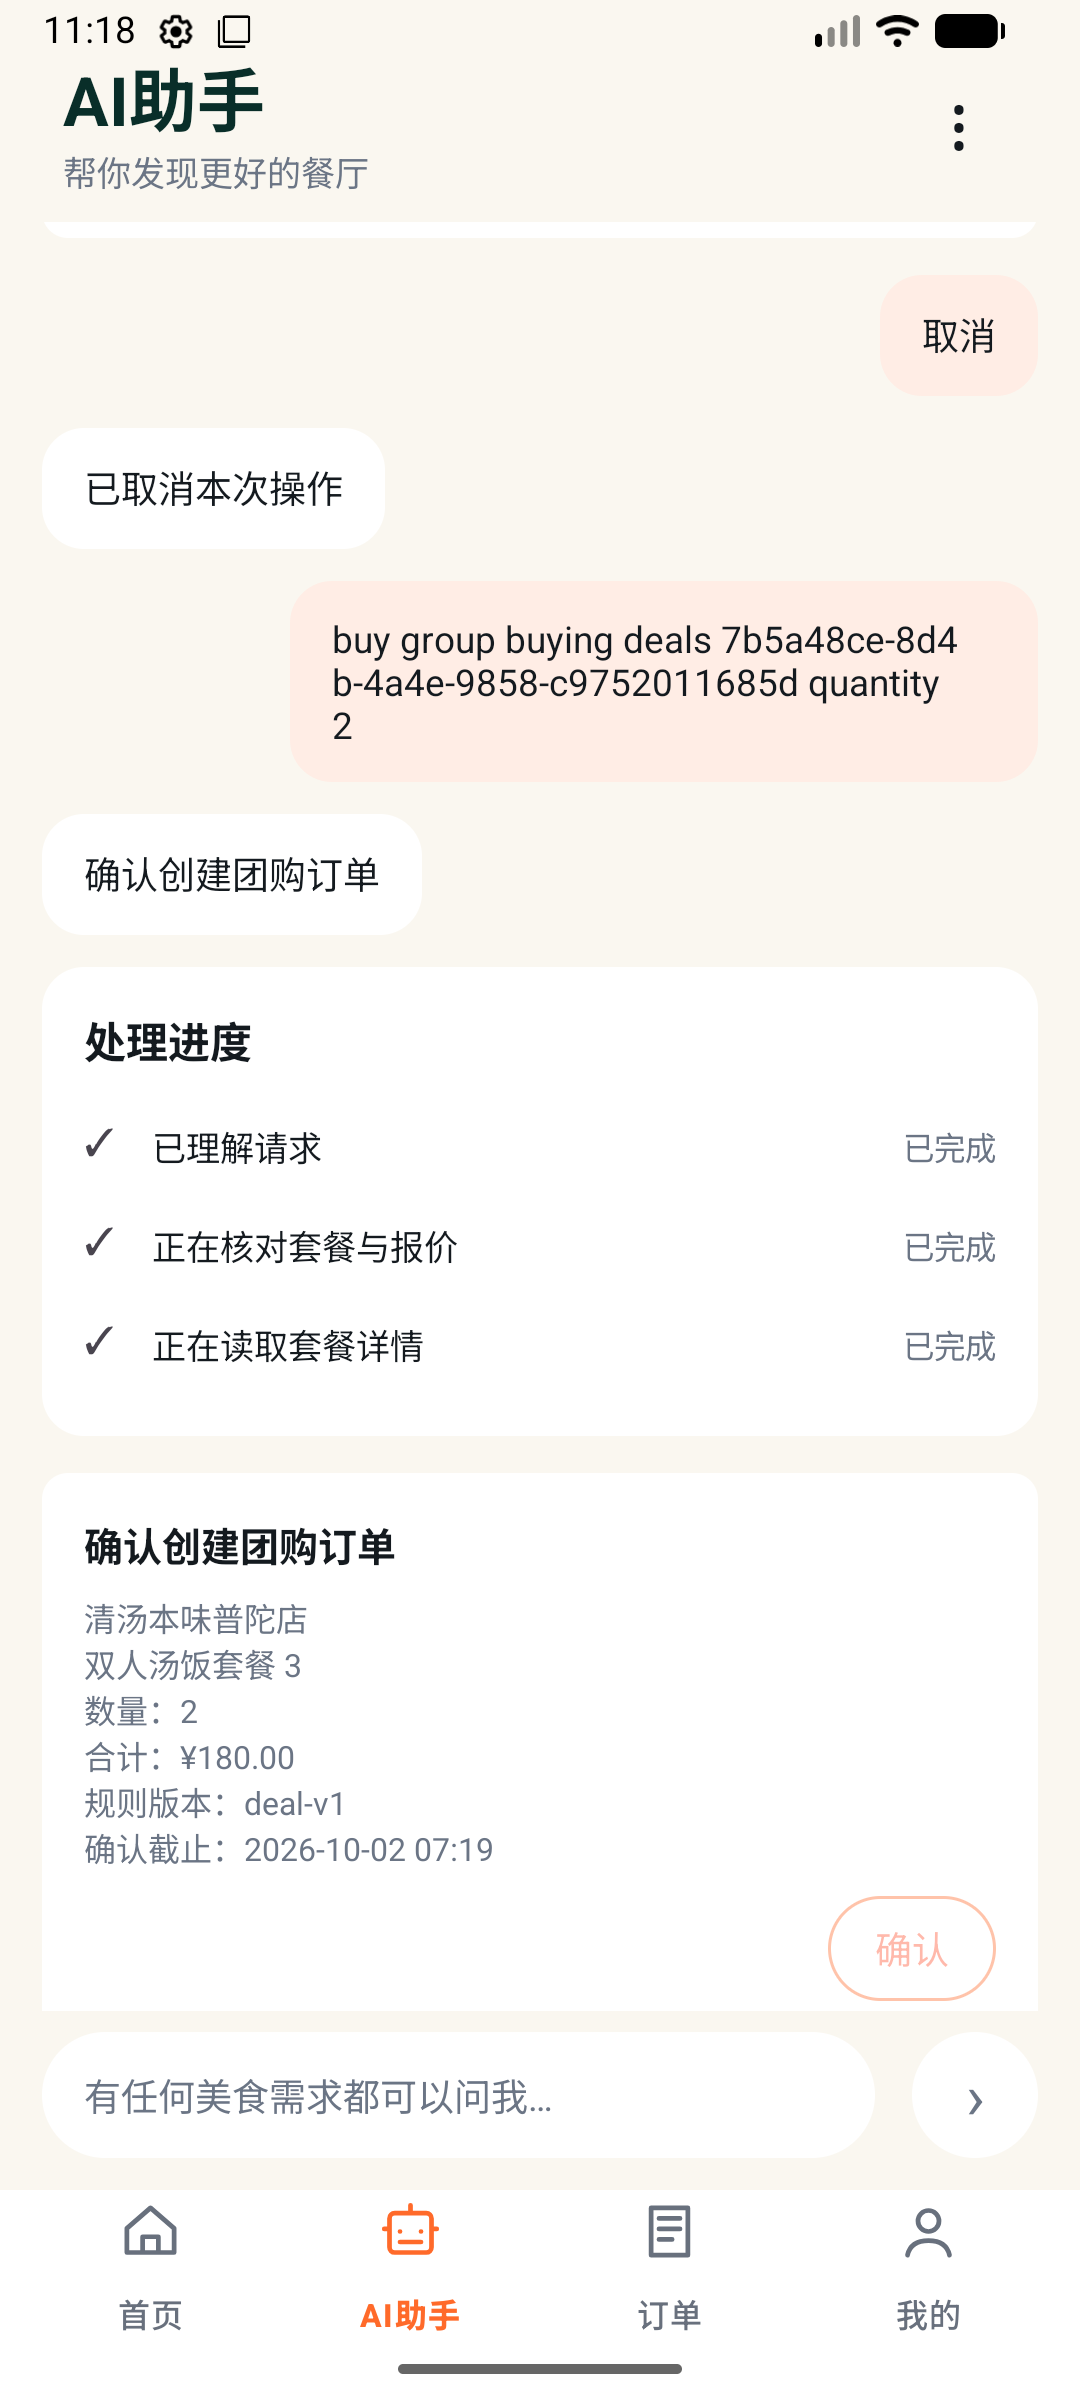 11:18
AI助手
帮你发现更好的餐厅
取消
已取消本次操作
buy group buying deals 7b5a48ce-8d4
b-4a4e-9858-c9752011685d quantity
2
确认创建团购订单
处理进度
✓ 已理解请求 已完成
✓ 正在核对套餐与报价 已完成
✓ 正在读取套餐详情 已完成
确认创建团购订单
清汤本味普陀店
双人汤饭套餐 3
数量：2
合计：¥180.00
规则版本：deal-v1
确认截止：2026-10-02 07:19
确认
有任何美食需求都可以问我...
首页 AI助手 订单 我的